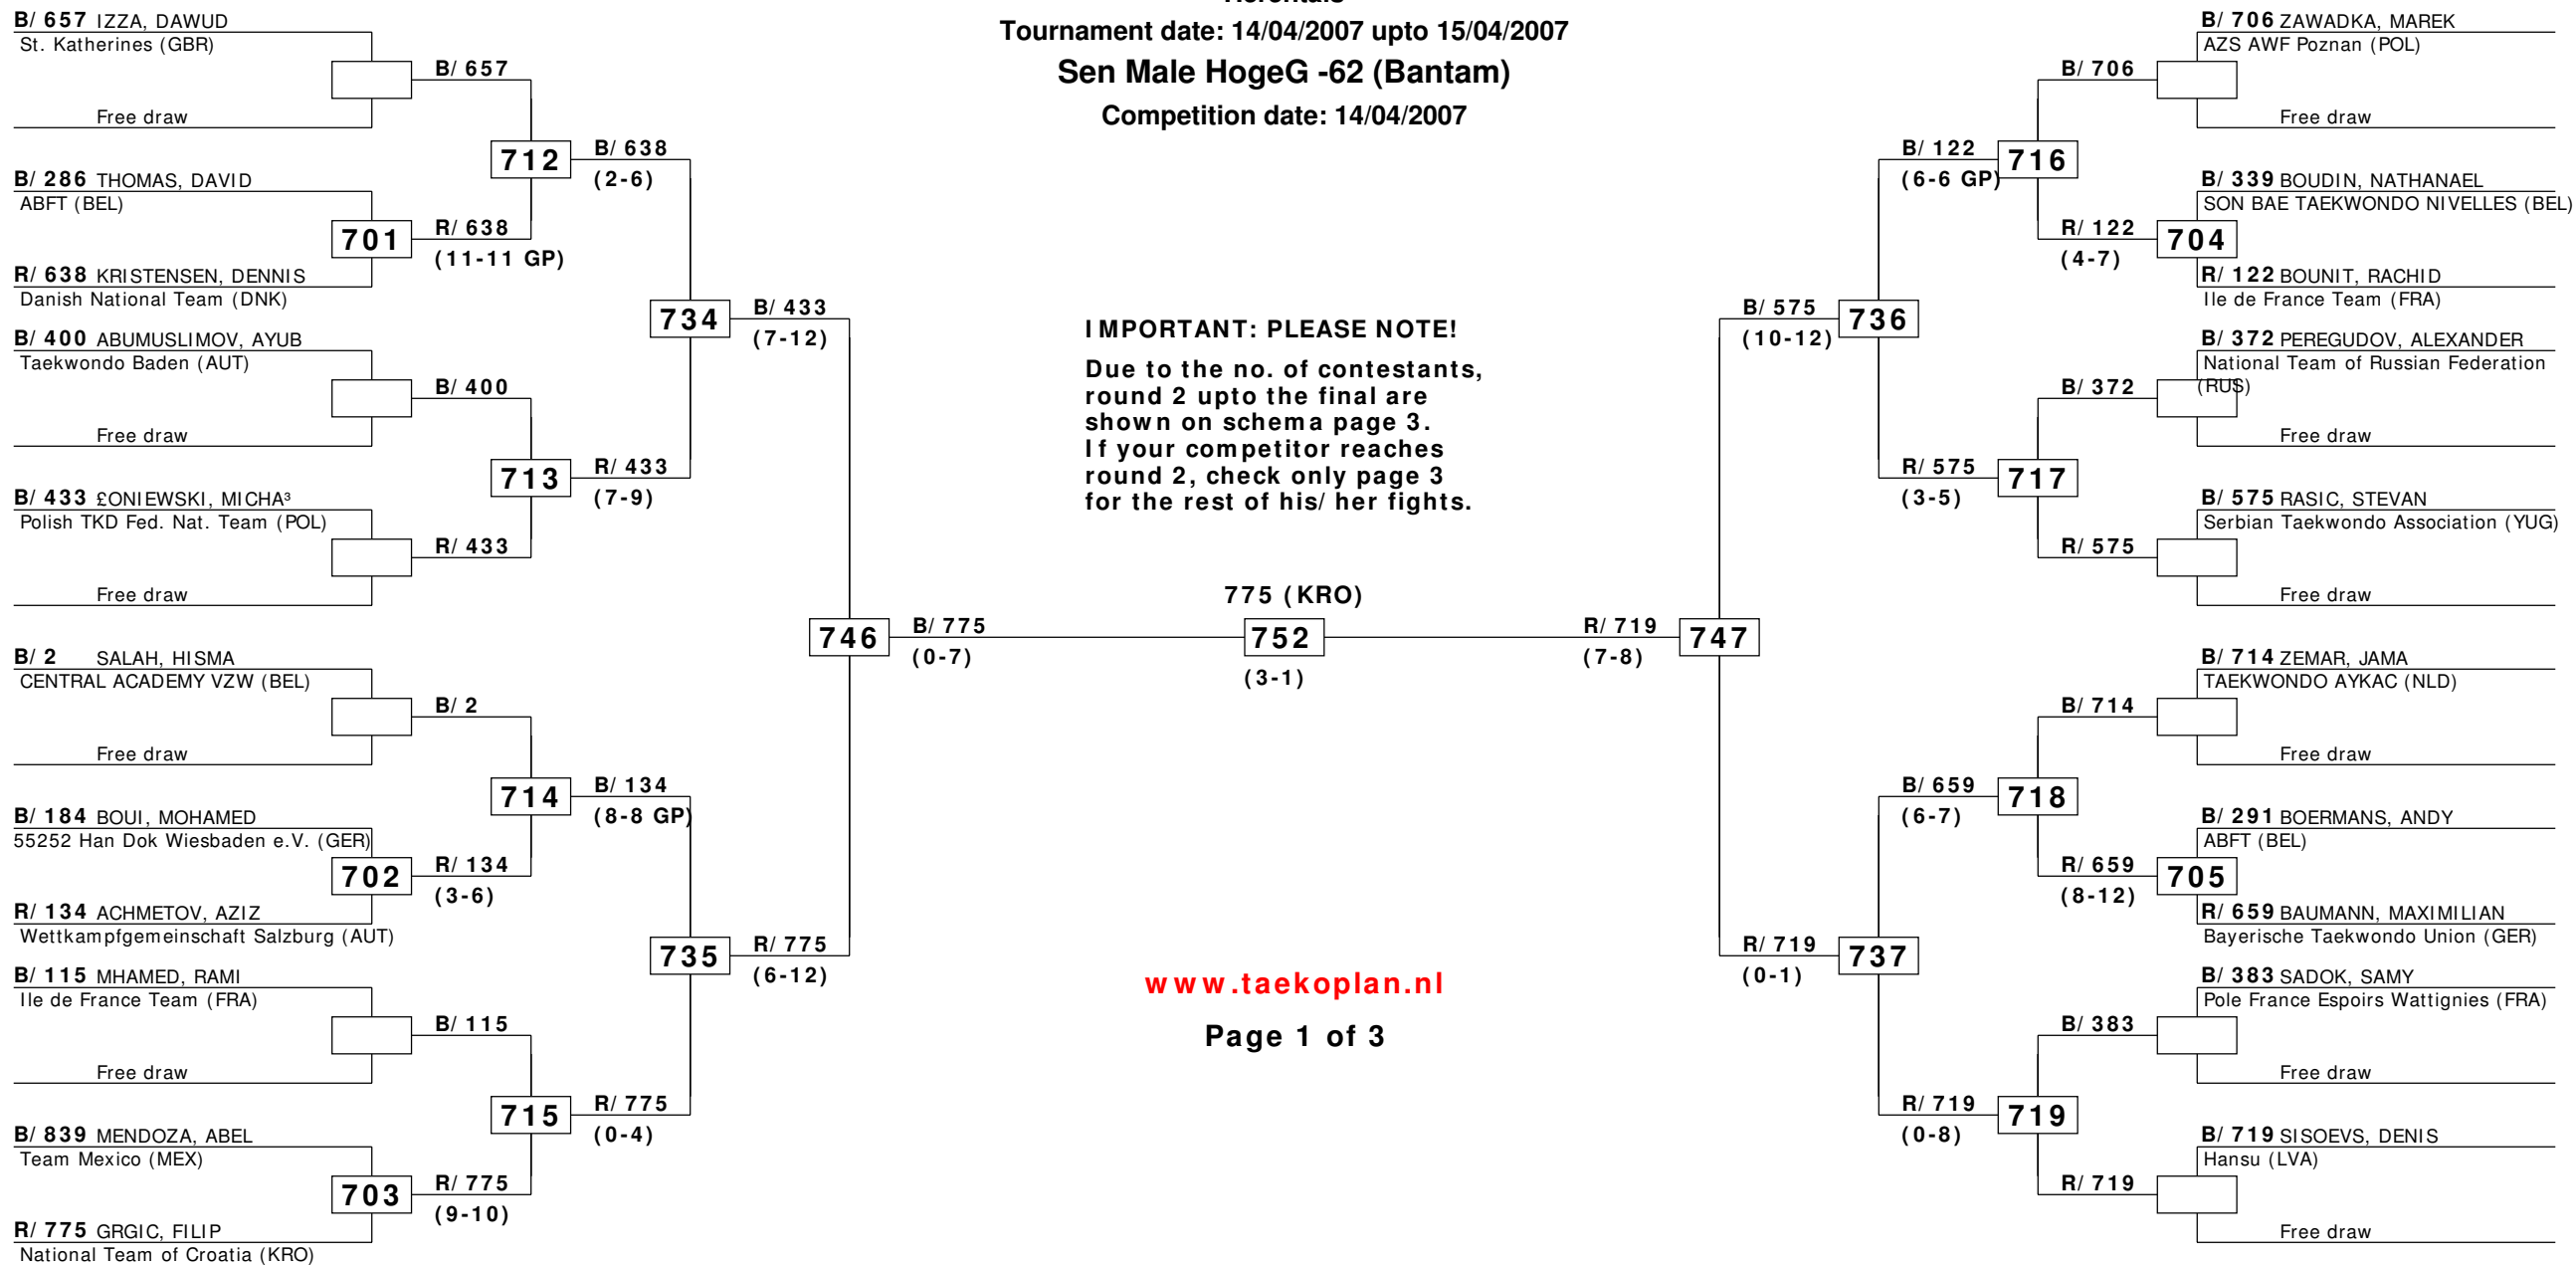 Herentals
Tournament date: 14/04/2007 upto 15/04/2007
Sen Male HogeG -62 (Bantam)
Competition date: 14/04/2007
B/ 657 IZZA, DAWUD
St. Katherines (GBR)
B/ 657
Free draw
712
B/ 638
(2-6)
B/ 286 THOMAS, DAVID
ABFT (BEL)
701
R/ 638
(11-11 GP)
R/ 638 KRISTENSEN, DENNIS
Danish National Team (DNK)
734
B/ 433
(7-12)
B/ 400 ABUMUSLIMOV, AYUB
Taekwondo Baden (AUT)
B/ 400
Free draw
713
R/ 433
(7-9)
B/ 433 £ONIEWSKI, MICHA³
Polish TKD Fed. Nat. Team (POL)
R/ 433
Free draw
746
B/ 775
(0-7)
B/ 2 SALAH, HISMA
CENTRAL ACADEMY VZW (BEL)
B/ 2
Free draw
714
B/ 134
(8-8 GP)
B/ 184 BOUI, MOHAMED
55252 Han Dok Wiesbaden e.V. (GER)
702
R/ 134
(3-6)
R/ 134 ACHMETOV, AZIZ
Wettkampfgemeinschaft Salzburg (AUT)
735
R/ 775
(6-12)
B/ 115 MHAMED, RAMI
Ile de France Team (FRA)
B/ 115
Free draw
715
R/ 775
(0-4)
B/ 839 MENDOZA, ABEL
Team Mexico (MEX)
703
R/ 775
(9-10)
R/ 775 GRGIC, FILIP
National Team of Croatia (KRO)
IMPORTANT: PLEASE NOTE!
Due to the no. of contestants,
round 2 upto the final are
shown on schema page 3.
If your competitor reaches
round 2, check only page 3
for the rest of his/ her fights.
775 (KRO)
752
(3-1)
www.taekoplan.nl
Page 1 of 3
B/ 706 ZAWADKA, MAREK
AZS AWF Poznan (POL)
B/ 706
Free draw
B/ 122
(6-6 GP)
716
B/ 339 BOUDIN, NATHANAEL
SON BAE TAEKWONDO NIVELLES (BEL)
R/ 122
(4-7)
704
R/ 122 BOUNIT, RACHID
Ile de France Team (FRA)
B/ 575
(10-12)
736
B/ 372 PEREGUDOV, ALEXANDER
National Team of Russian Federation
(RUS)
B/ 372
Free draw
R/ 575
(3-5)
717
B/ 575 RASIC, STEVAN
Serbian Taekwondo Association (YUG)
R/ 575
Free draw
R/ 719
(7-8)
747
B/ 714 ZEMAR, JAMA
TAEKWONDO AYKAC (NLD)
B/ 714
Free draw
B/ 659
(6-7)
718
B/ 291 BOERMANS, ANDY
ABFT (BEL)
R/ 659
(8-12)
705
R/ 659 BAUMANN, MAXIMILIAN
Bayerische Taekwondo Union (GER)
R/ 719
(0-1)
737
B/ 383 SADOK, SAMY
Pole France Espoirs Wattignies (FRA)
B/ 383
Free draw
R/ 719
(0-8)
719
B/ 719 SISOEVS, DENIS
Hansu (LVA)
R/ 719
Free draw